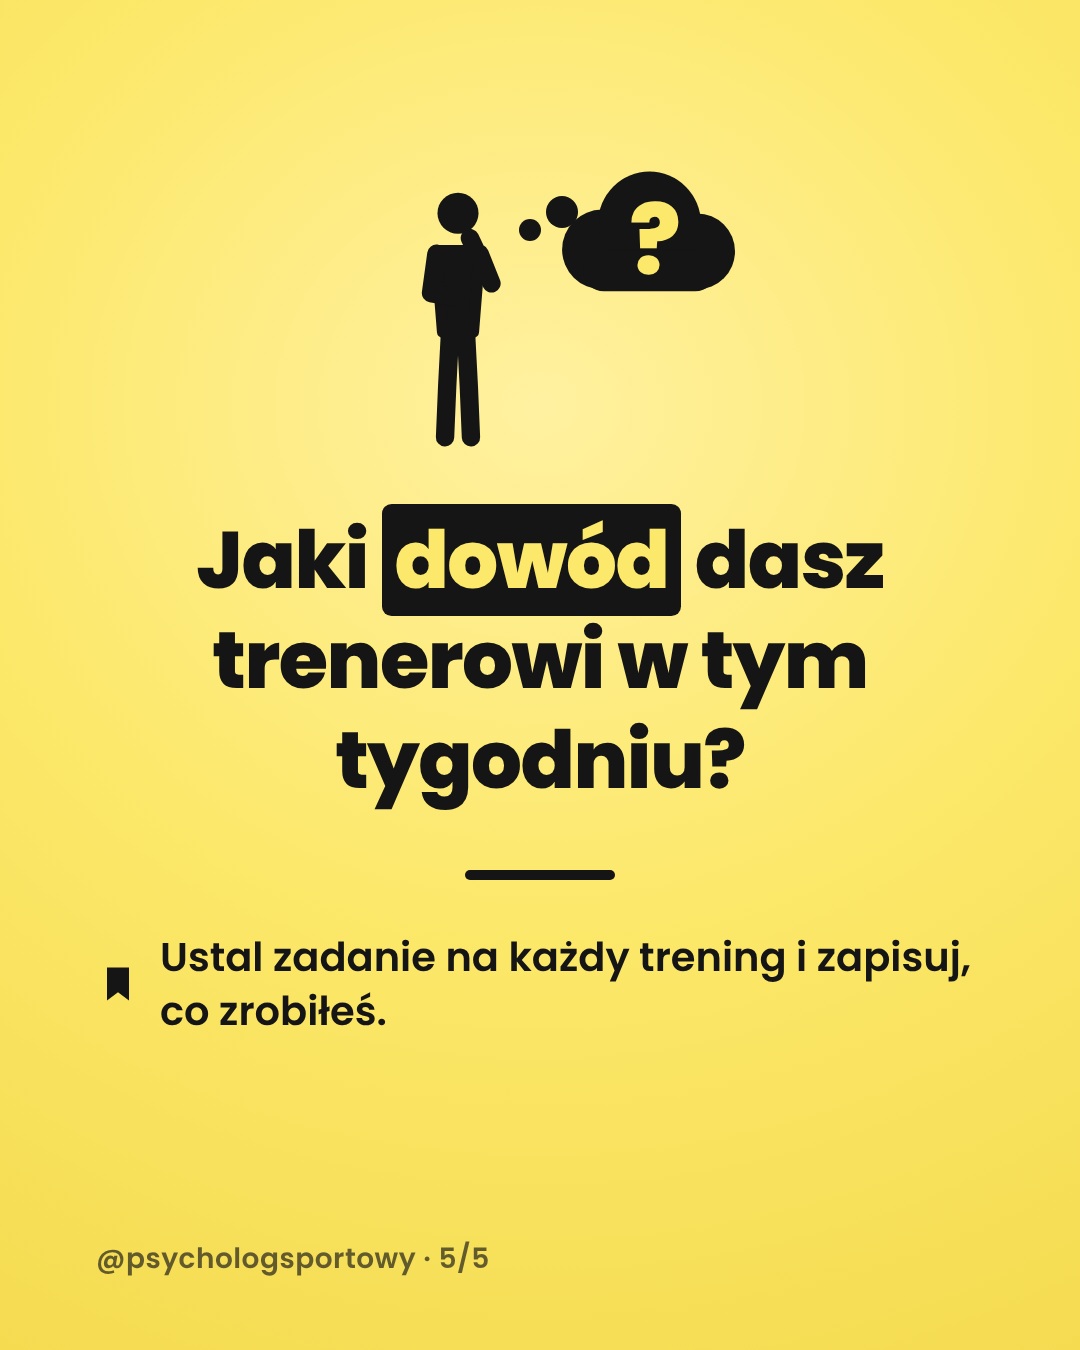 ?
Jaki dowód dasz
trenerowi w tym
tygodniu?
Ustal zadanie na każdy trening i zapisuj,
co zrobiłeś.
@psychologsportowy · 5/5